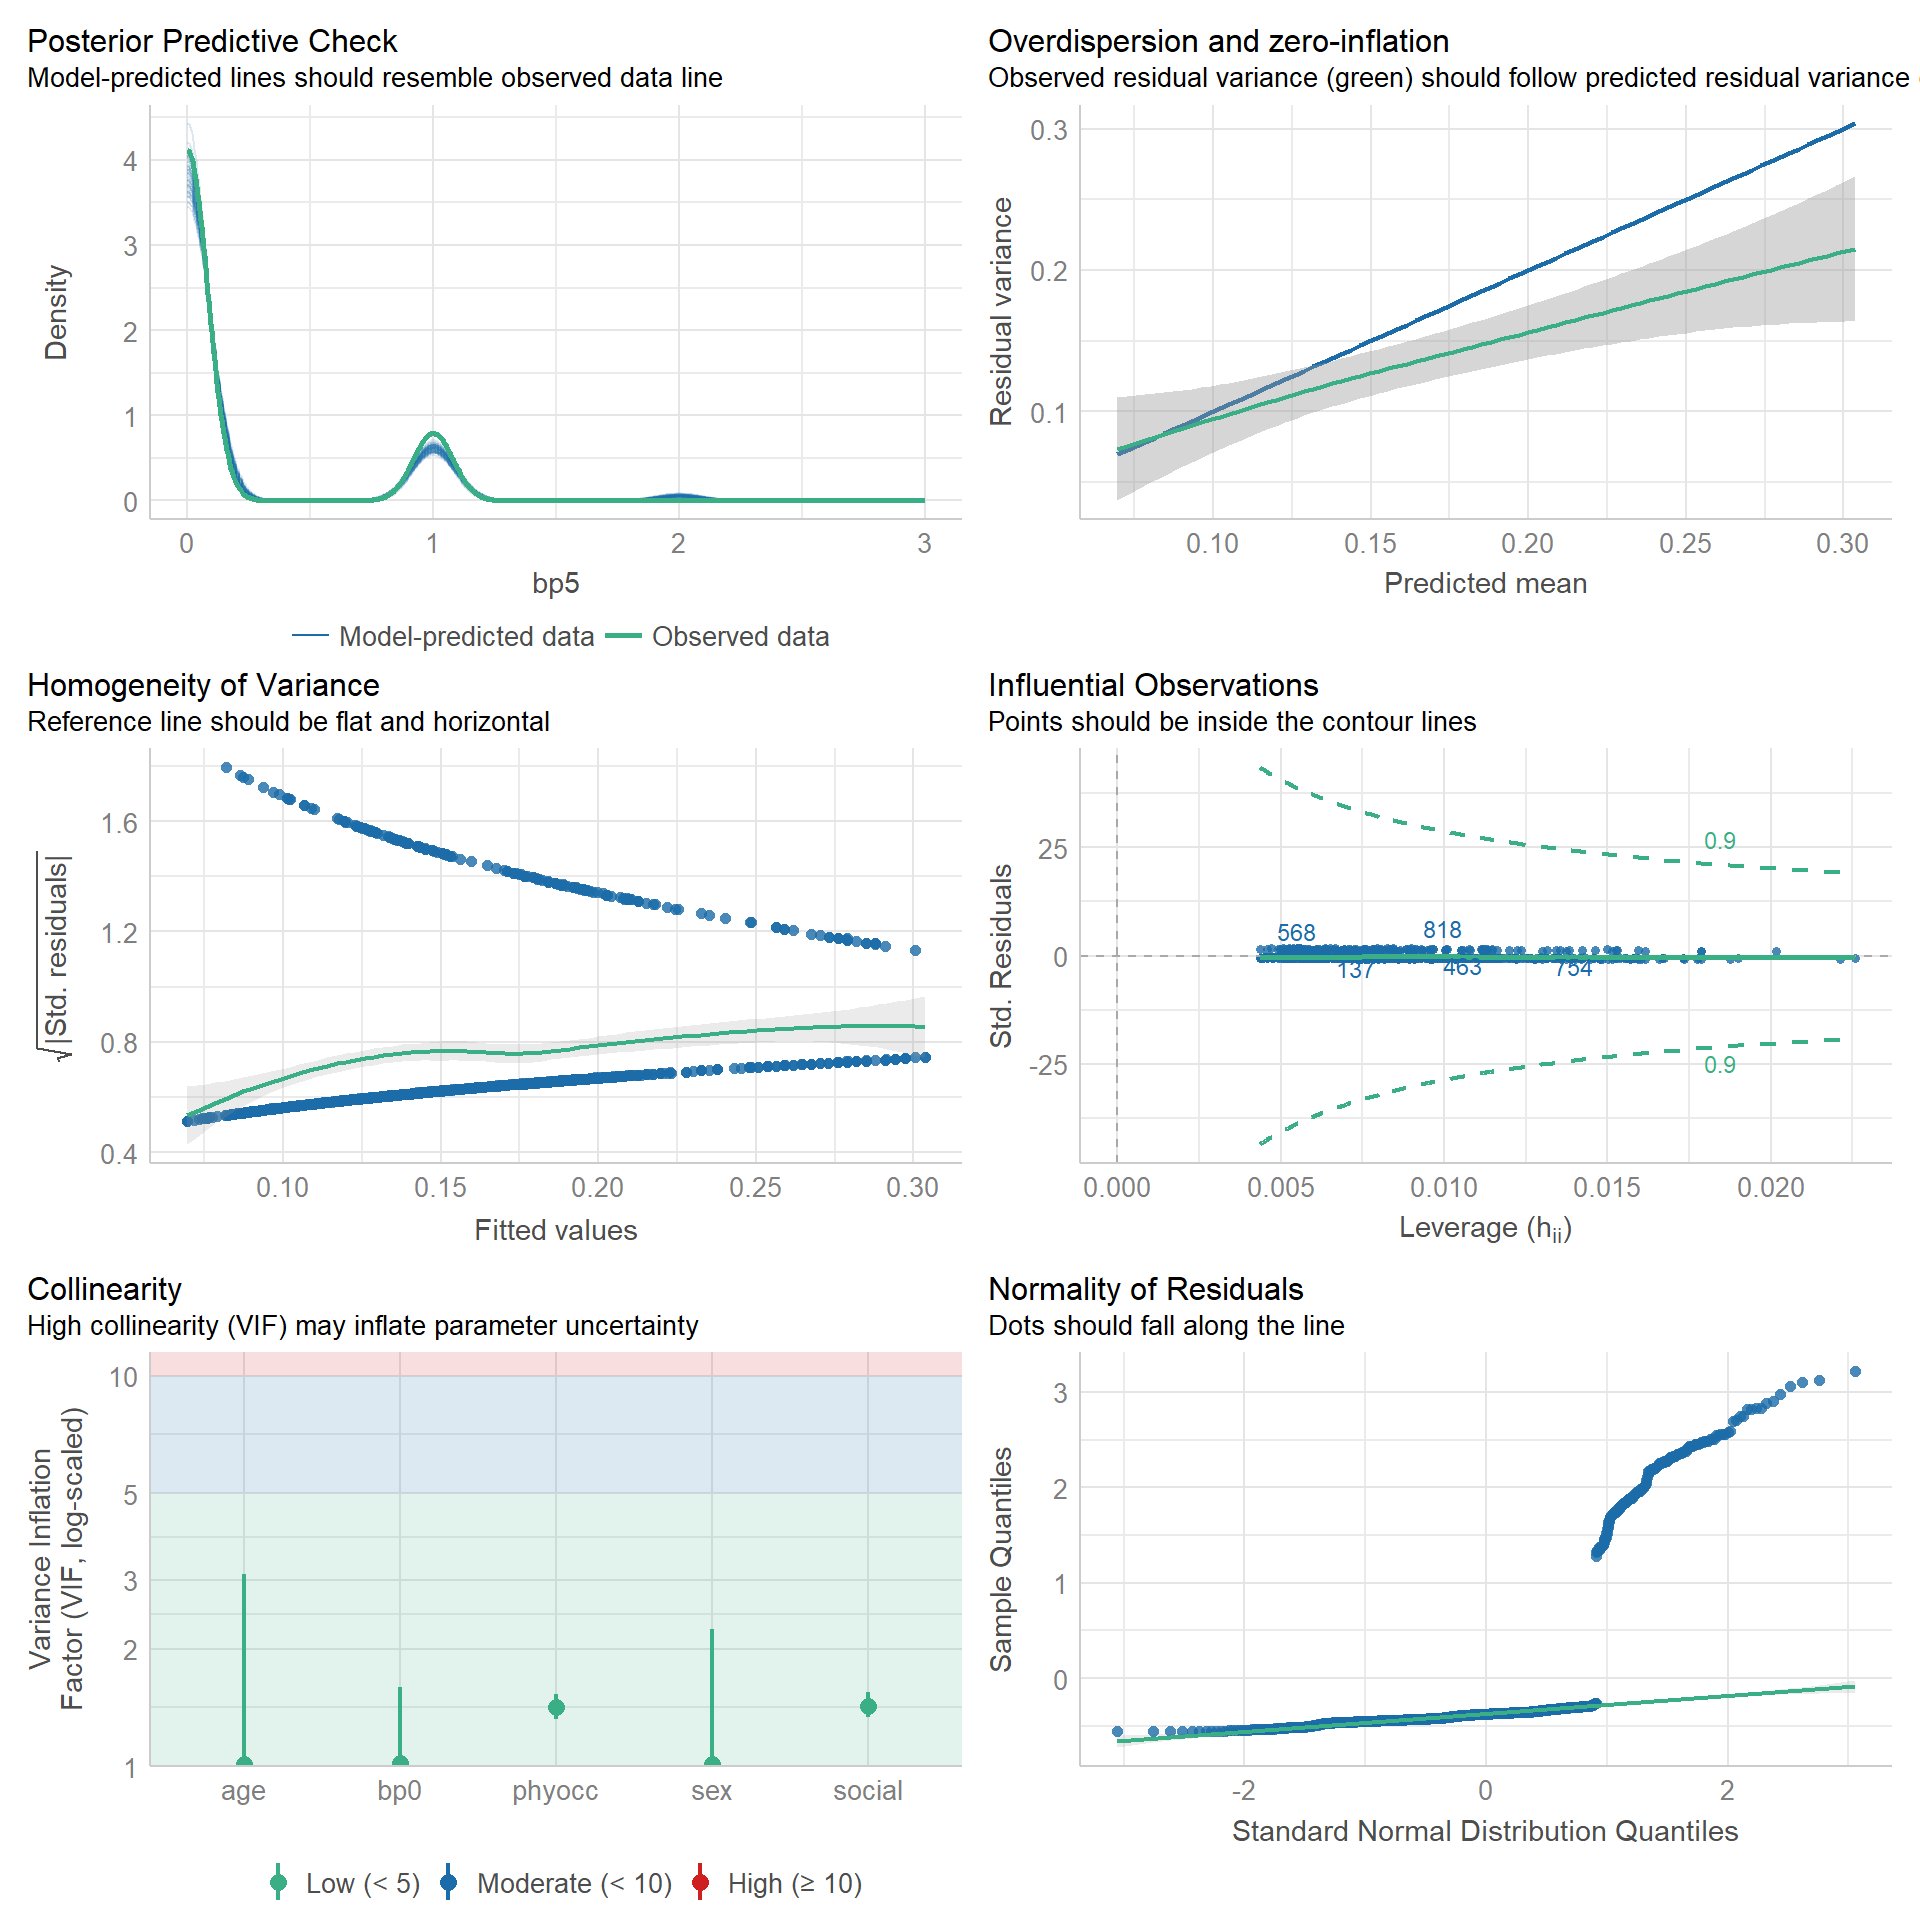 Posterior Predictive Check
Model-predicted lines should resemble observed data line
4
3
2
1
0
Density
0 1 2 3
bp5
Model-predicted data Observed data
Overdispersion and zero-inflation
Observed residual variance (green) should follow predicted residual variance
0.3
0.2
0.1
Residual variance
0.10 0.15 0.20 0.25 0.30
Predicted mean
Homogeneity of Variance
Reference line should be flat and horizontal
1.6
1.2
0.8
0.4
√|Std. residuals|
0.10 0.15 0.20 0.25 0.30
Fitted values
Influential Observations
Points should be inside the contour lines
25
0
-25
Std. Residuals
0.9
568 818
137 463 754
0.9
0.000 0.005 0.010 0.015 0.020
Leverage (hii)
Collinearity
High collinearity (VIF) may inflate parameter uncertainty
10
5
3
2
1
Variance Inflation
Factor (VIF, log-scaled)
age bp0 phyocc sex social
Low (< 5) Moderate (< 10) High (≥ 10)
Normality of Residuals
Dots should fall along the line
3
2
1
0
Sample Quantiles
-2 0 2
Standard Normal Distribution Quantiles